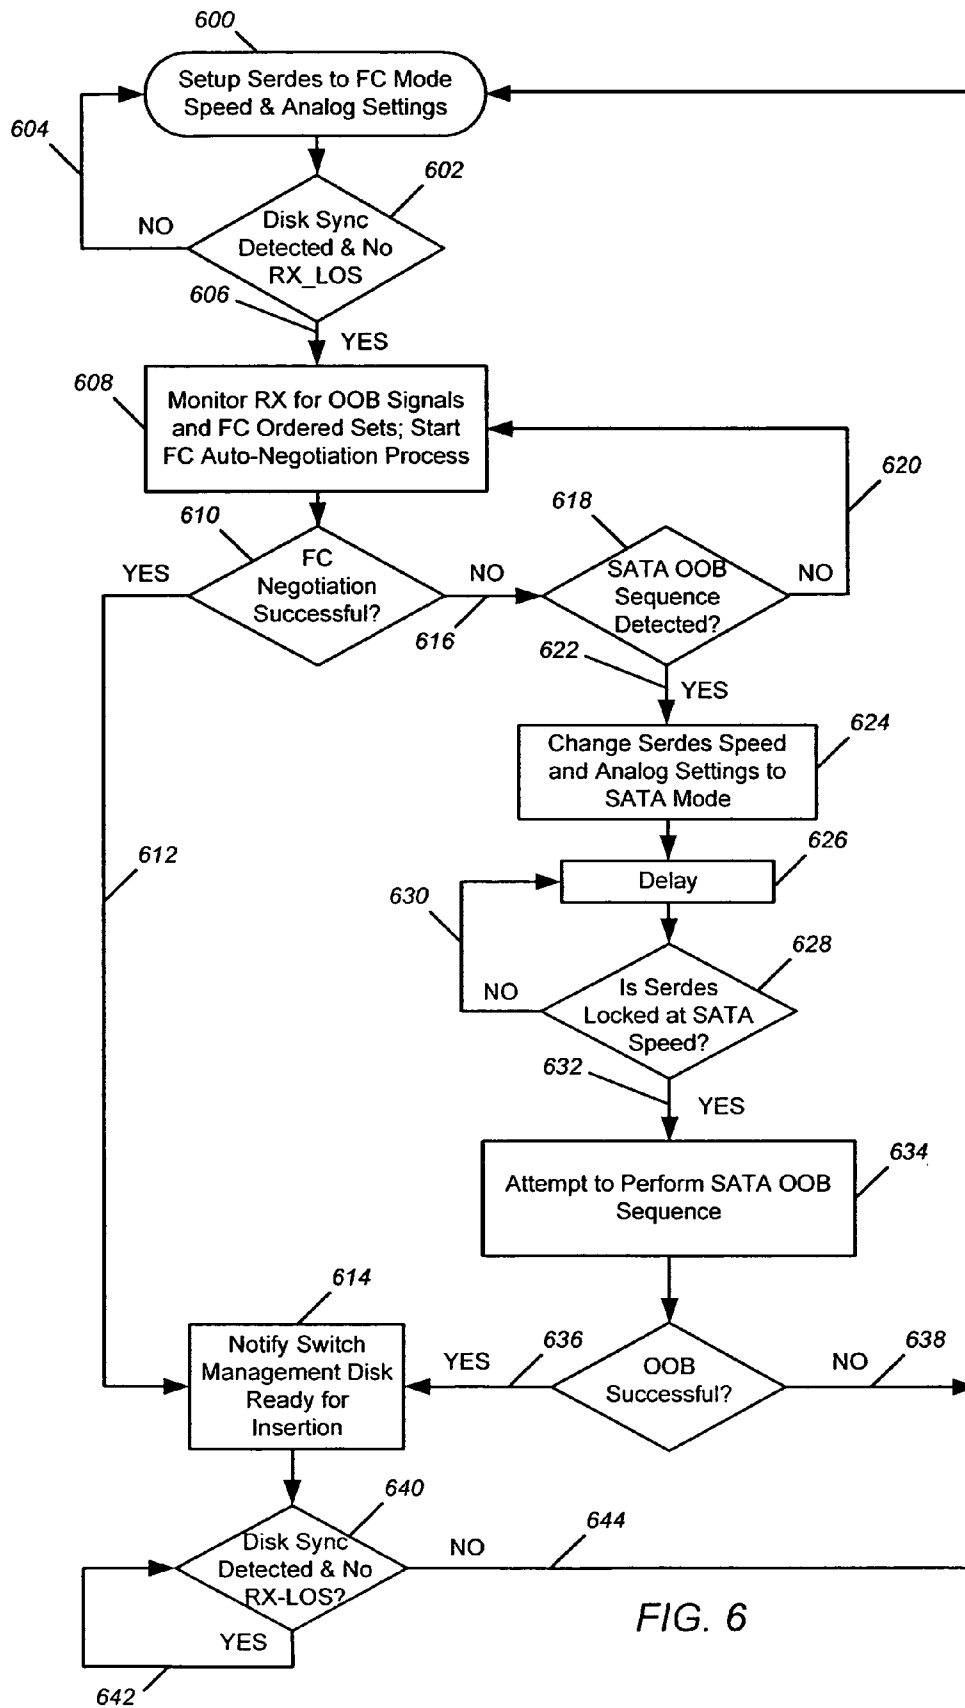 600
Setup Serdes to FC Mode
Speed & Analog Settings
604
602
NO
Disk Sync
Detected & No
RX_LOS
606
YES
608
Monitor RX for OOB Signals
and FC Ordered Sets; Start
FC Auto-Negotiation Process
620
610
618
YES
FC
Negotiation
Successful?
NO
616
SATA OOB
Sequence
Detected?
NO
622
YES
624
Change Serdes Speed
and Analog Settings to
SATA Mode
612
626
Delay
630
628
NO
Is Serdes
Locked at SATA
Speed?
632
YES
634
Attempt to Perform SATA OOB
Sequence
614
Notify Switch
Management Disk
Ready for
Insertion
YES
636
OOB
Successful?
NO
638
640
Disk Sync
Detected & No
RX-LOS?
NO
644
YES
642
FIG. 6